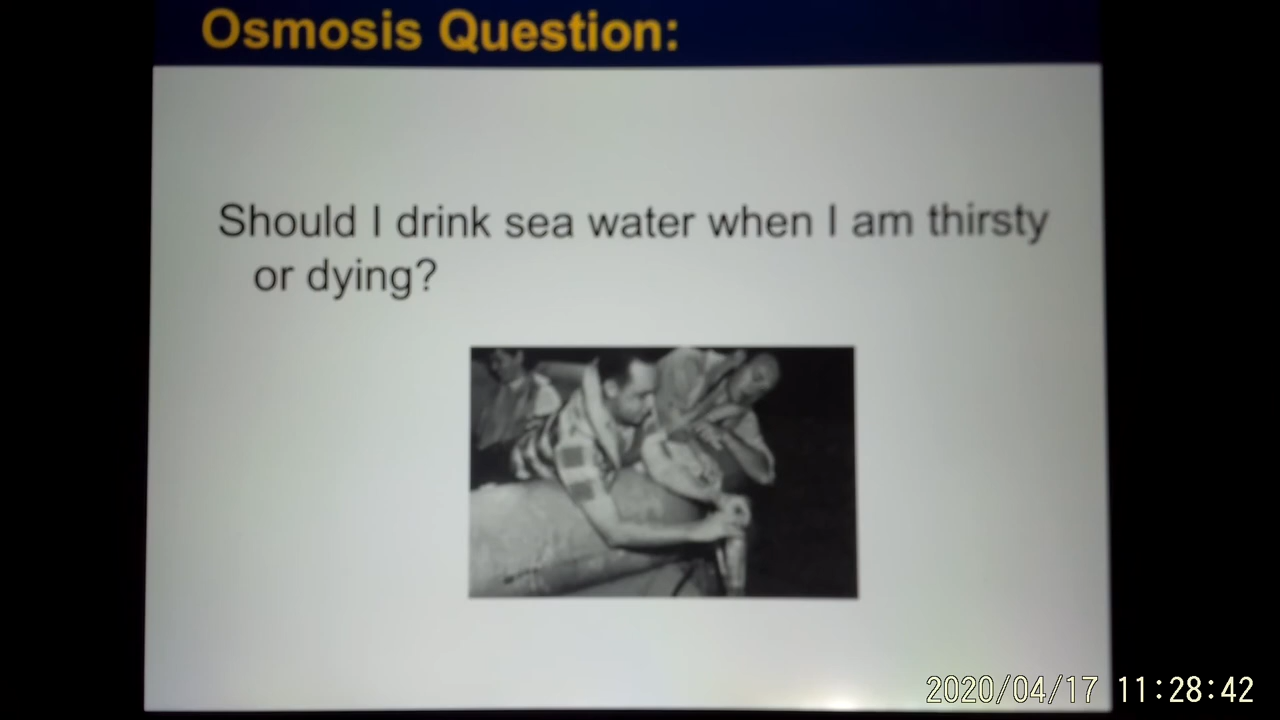 Osmosis Question:
Should I drink sea water when I am thirsty
or dying?
2020/04/17 11:28:42